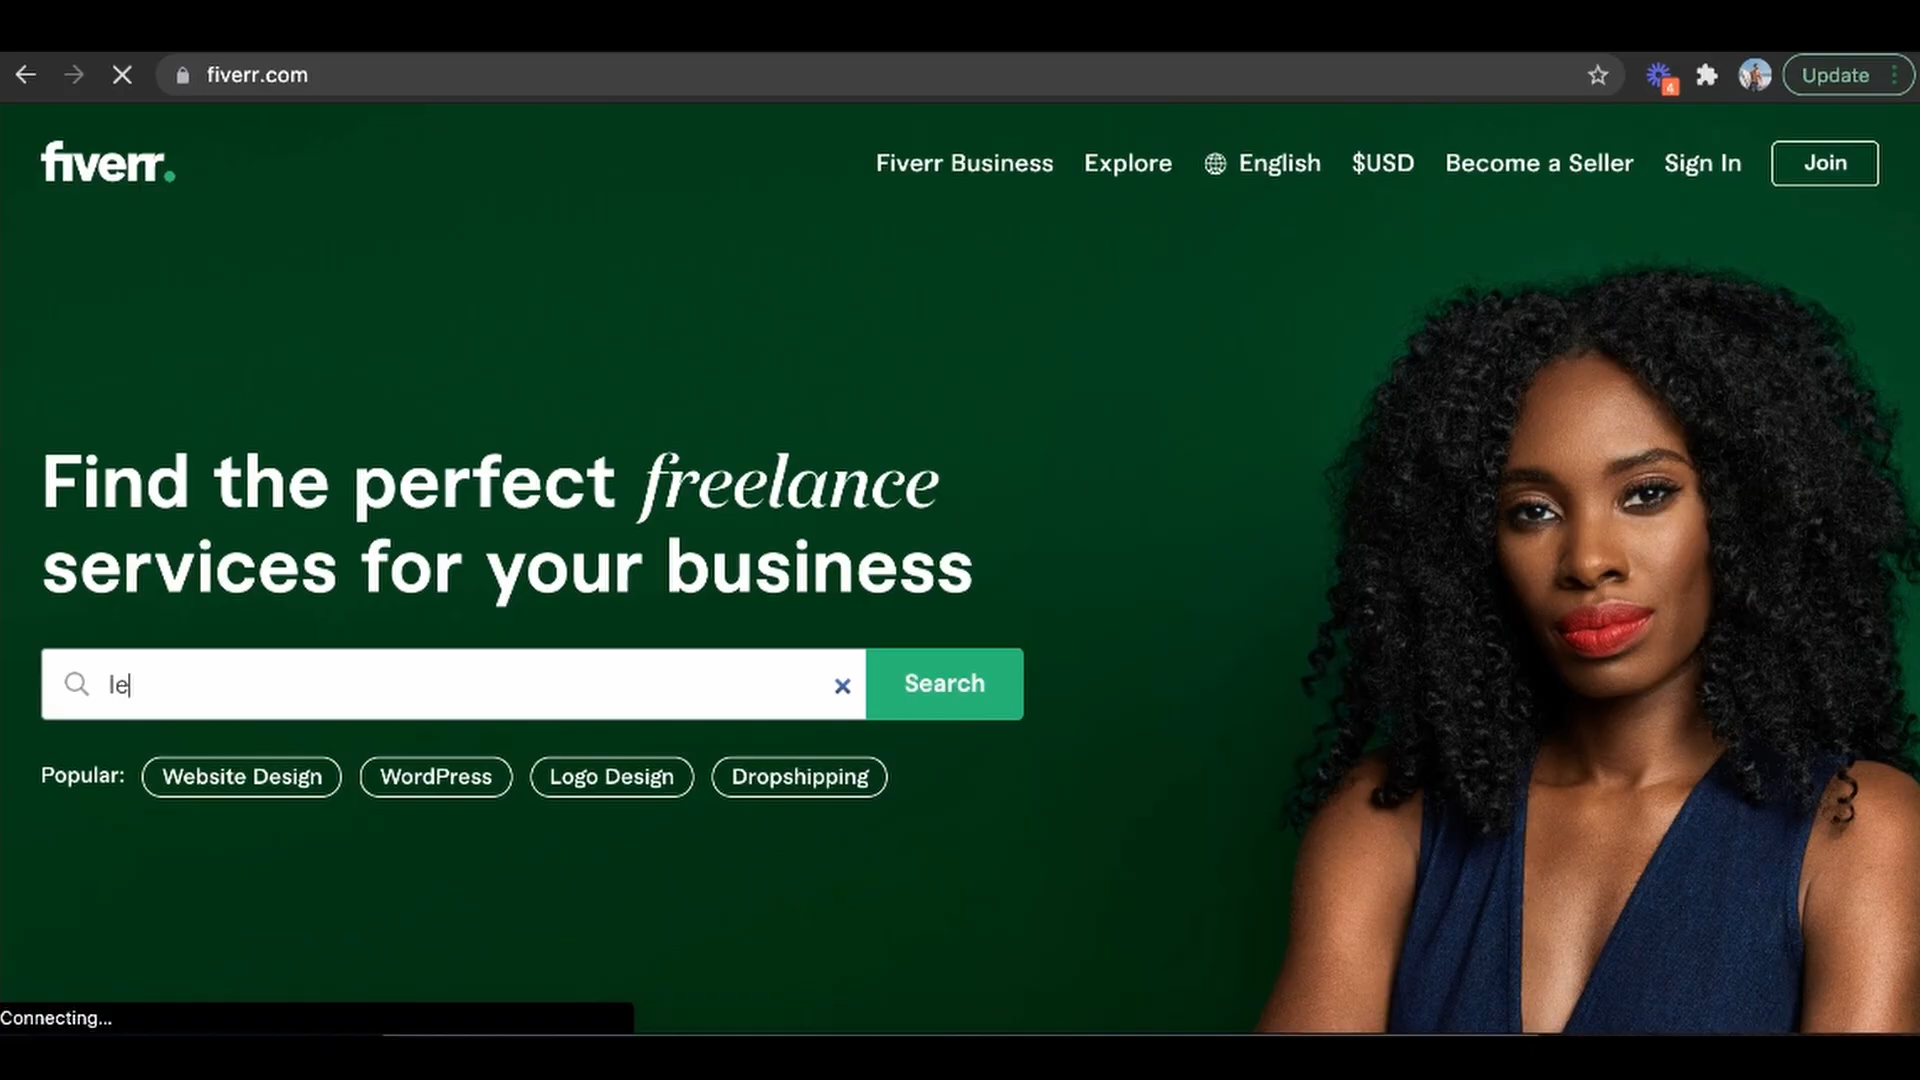 fiverr.com
4
Update
fiverr.
Fiverr Business
Explore
English
$USD
Become a Seller
Sign In
Join
Find the perfect freelance
services for your business
le
Search
Popular:
Website Design
WordPress
Logo Design
Dropshipping
Connecting...